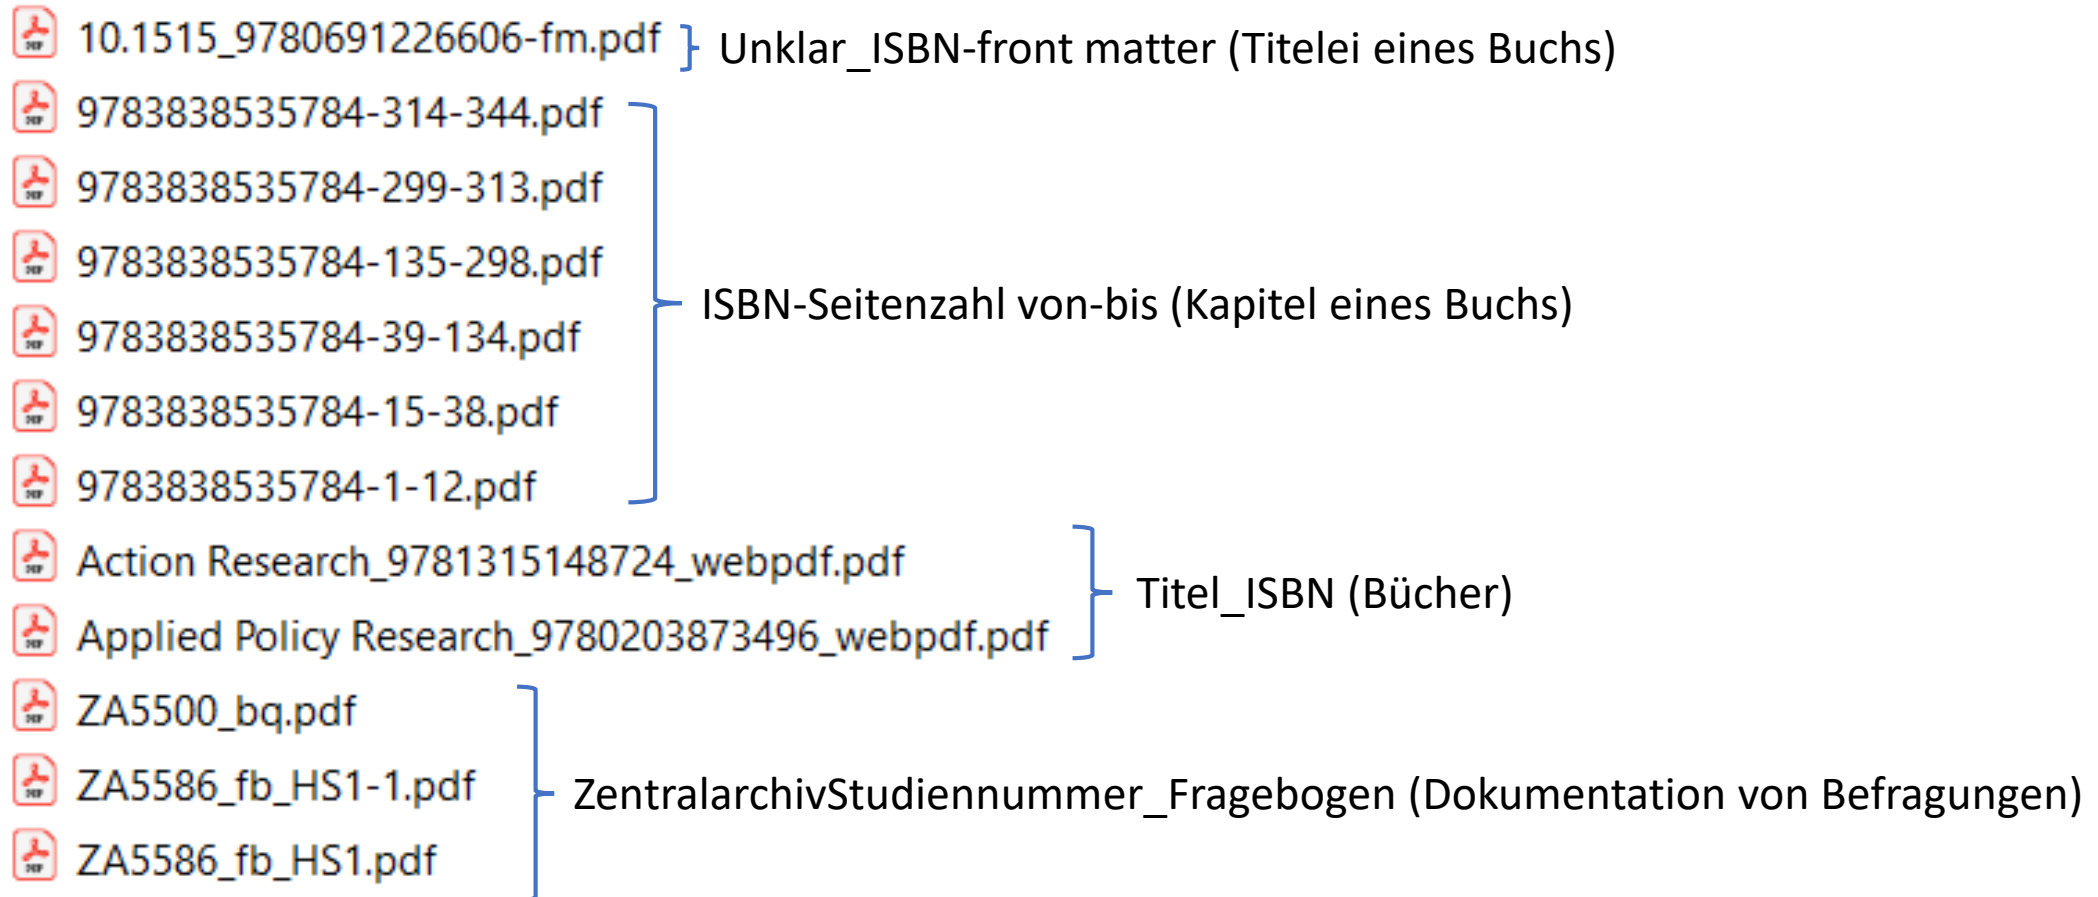 10.1515_9780691226606-fm.pdf
Unklar_ISBN-front matter (Titelei eines Buchs)
9783838535784-314-344.pdf
9783838535784-299-313.pdf
9783838535784-135-298.pdf
9783838535784-39-134.pdf
9783838535784-15-38.pdf
9783838535784-1-12.pdf
ISBN-Seitenzahl von-bis (Kapitel eines Buchs)
Action Research_9781315148724_webpdf.pdf
Applied Policy Research_9780203873496_webpdf.pdf
Titel_ISBN (Bücher)
ZA5500_bq.pdf
ZA5586_fb_HS1-1.pdf
ZA5586_fb_HS1.pdf
ZentralarchivStudiennummer_Fragebogen (Dokumentation von Befragungen)